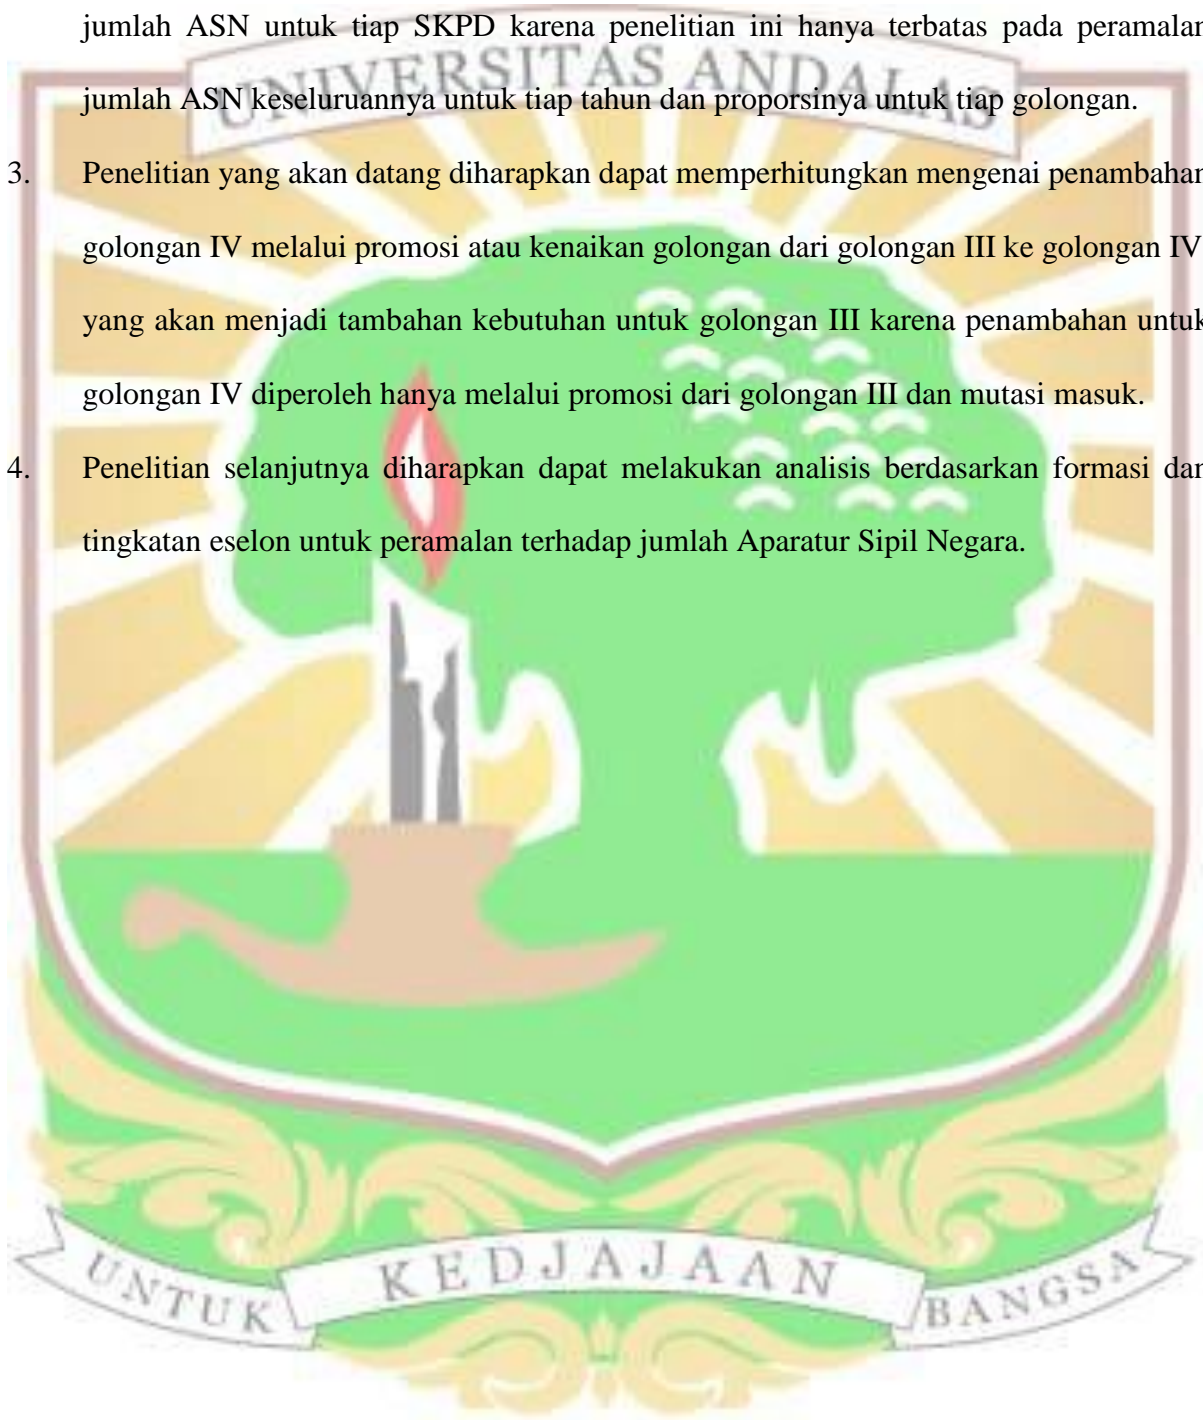 jumlah ASN untuk tiap SKPD karena penelitian ini hanya terbatas pada peramalan
UNIVERSITAS ANDALAS
jumlah ASN keseluruannya untuk tiap tahun dan proporsinya untuk tiap golongan.
3. Penelitian yang akan datang diharapkan dapat memperhitungkan mengenai penambahan
golongan IV melalui promosi atau kenaikan golongan dari golongan III ke golongan IV
yang akan menjadi tambahan kebutuhan untuk golongan III karena penambahan untuk
golongan IV diperoleh hanya melalui promosi dari golongan III dan mutasi masuk.
4. Penelitian selanjutnya diharapkan dapat melakukan analisis berdasarkan formasi dan
tingkatan eselon untuk peramalan terhadap jumlah Aparatur Sipil Negara.
UNTUK KEDJAJAAN BANGSA